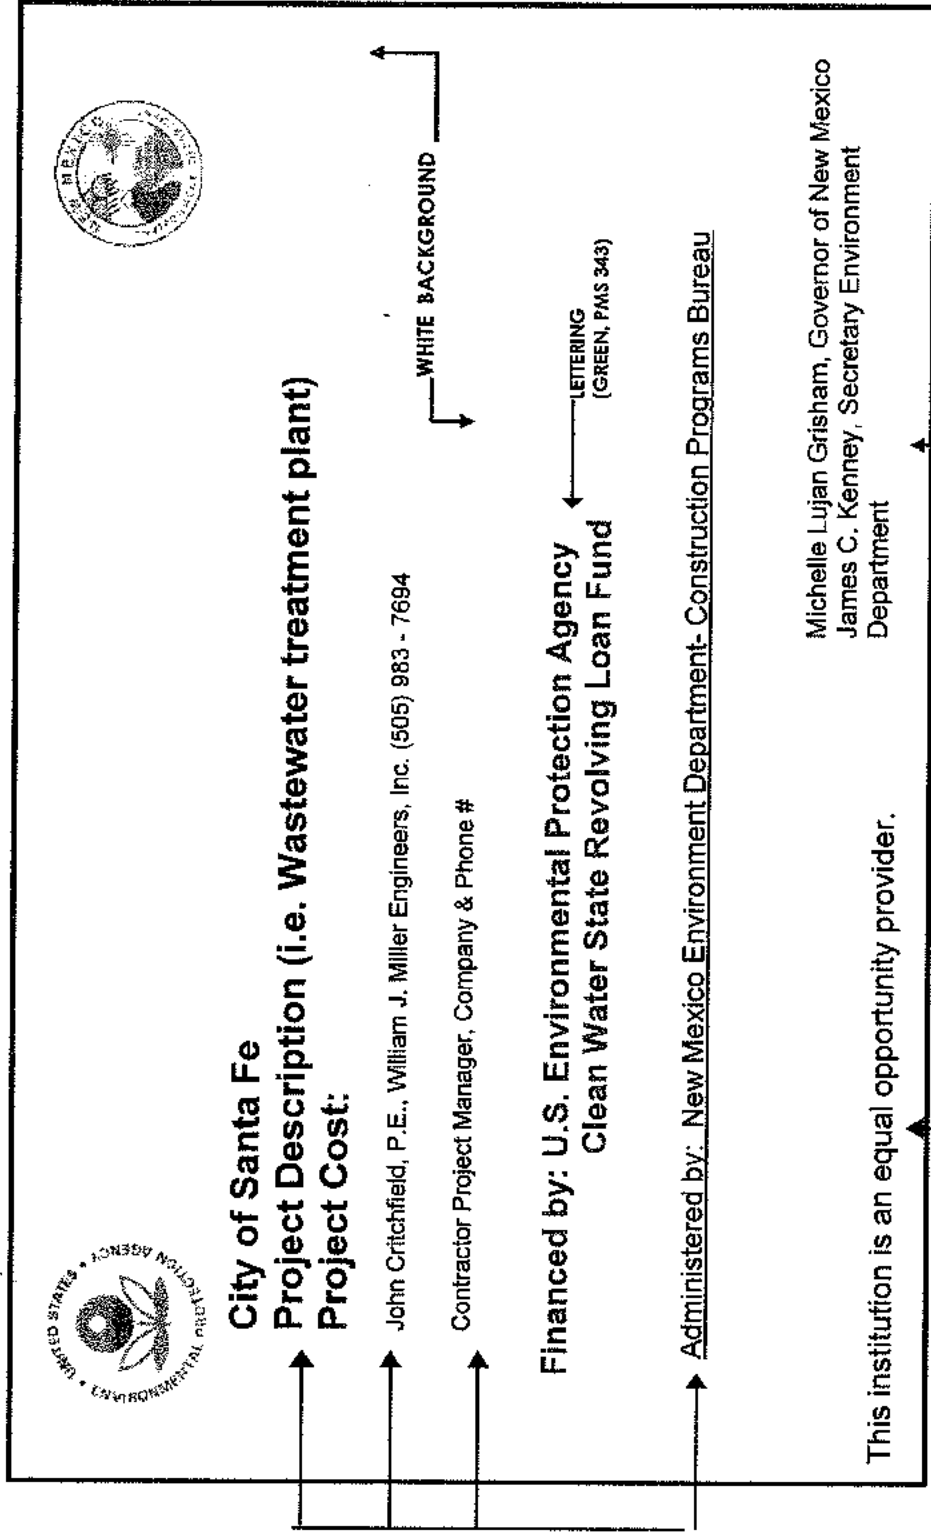 UNITED STATES
ENVIRONMENTAL PROTECTION AGENCY
NEW MEXICO
City of Santa Fe
Project Description (i.e. Wastewater treatment plant)
Project Cost:
John Critchfield, P.E., William J. Miller Engineers, Inc. (505) 983 - 7694
WHITE BACKGROUND
Contractor Project Manager, Company & Phone #
Financed by: U.S. Environmental Protection Agency
Clean Water State Revolving Loan Fund
LETTERING
(GREEN, PMS 343)
Administered by: New Mexico Environment Department- Construction Programs Bureau
Michelle Lujan Grisham, Governor of New Mexico
James C. Kenney, Secretary Environment
Department
This institution is an equal opportunity provider.